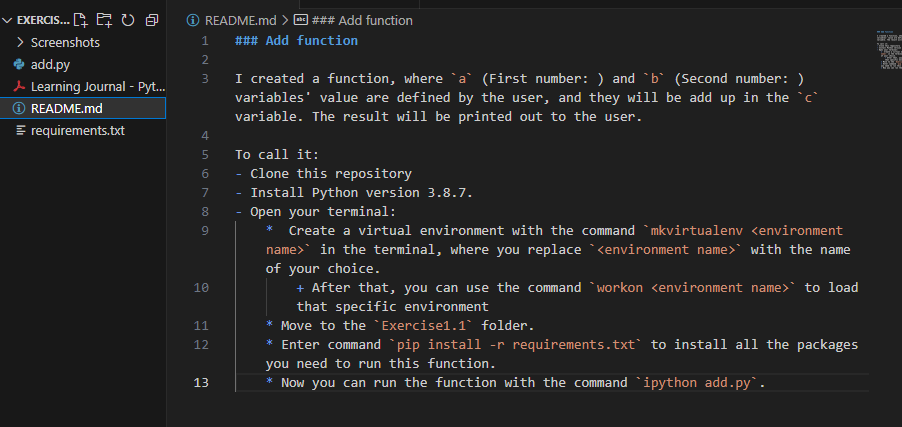 EXERCIS...
Screenshots
add.py
Learning Journal - Pyt...
README.md
requirements.txt
README.md > ### Add function
1 ### Add function
2
3 I created a function, where `a` (First number: ) and `b` (Second number: )
variables' value are defined by the user, and they will be add up in the `c`
variable. The result will be printed out to the user.
4
5 To call it:
6 - Clone this repository
7 - Install Python version 3.8.7.
8 - Open your terminal:
9 * Create a virtual environment with the command `mkvirtualenv <environment
name>` in the terminal, where you replace `<environment name>` with the name
of your choice.
10 + After that, you can use the command `workon <environment name>` to load
that specific environment
11 * Move to the `Exercise1.1` folder.
12 * Enter command `pip install -r requirements.txt` to install all the packages
you need to run this function.
13 * Now you can run the function with the command `ipython add.py`.